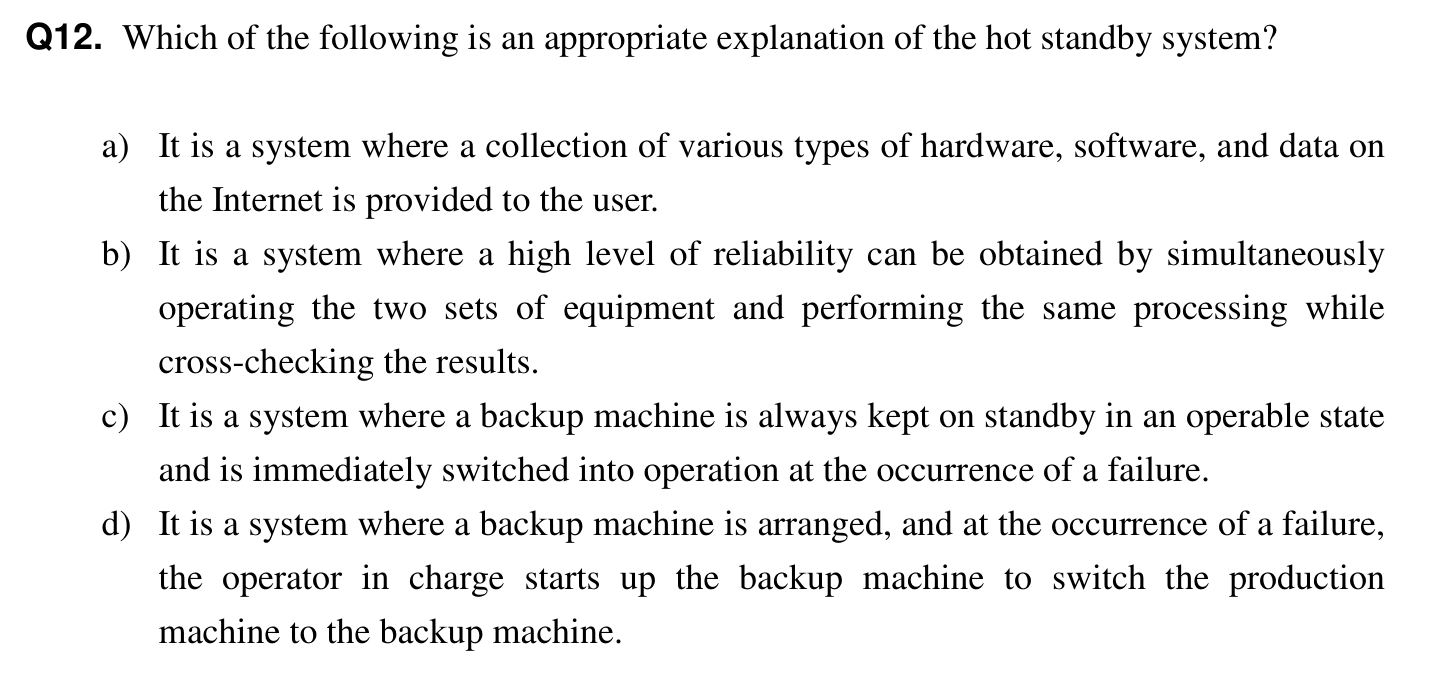 Q12. Which of the following is an appropriate explanation of the hot standby system?
a) It is a system where a collection of various types of hardware, software, and data on
the Internet is provided to the user.
b) It is a system where a high level of reliability can be obtained by simultaneously
operating the two sets of equipment and performing the same processing while
cross-checking the results.
c) It is a system where a backup machine is always kept on standby in an operable state
and is immediately switched into operation at the occurrence of a failure.
d) It is a system where a backup machine is arranged, and at the occurrence of a failure,
the operator in charge starts up the backup machine to switch the production
machine to the backup machine.